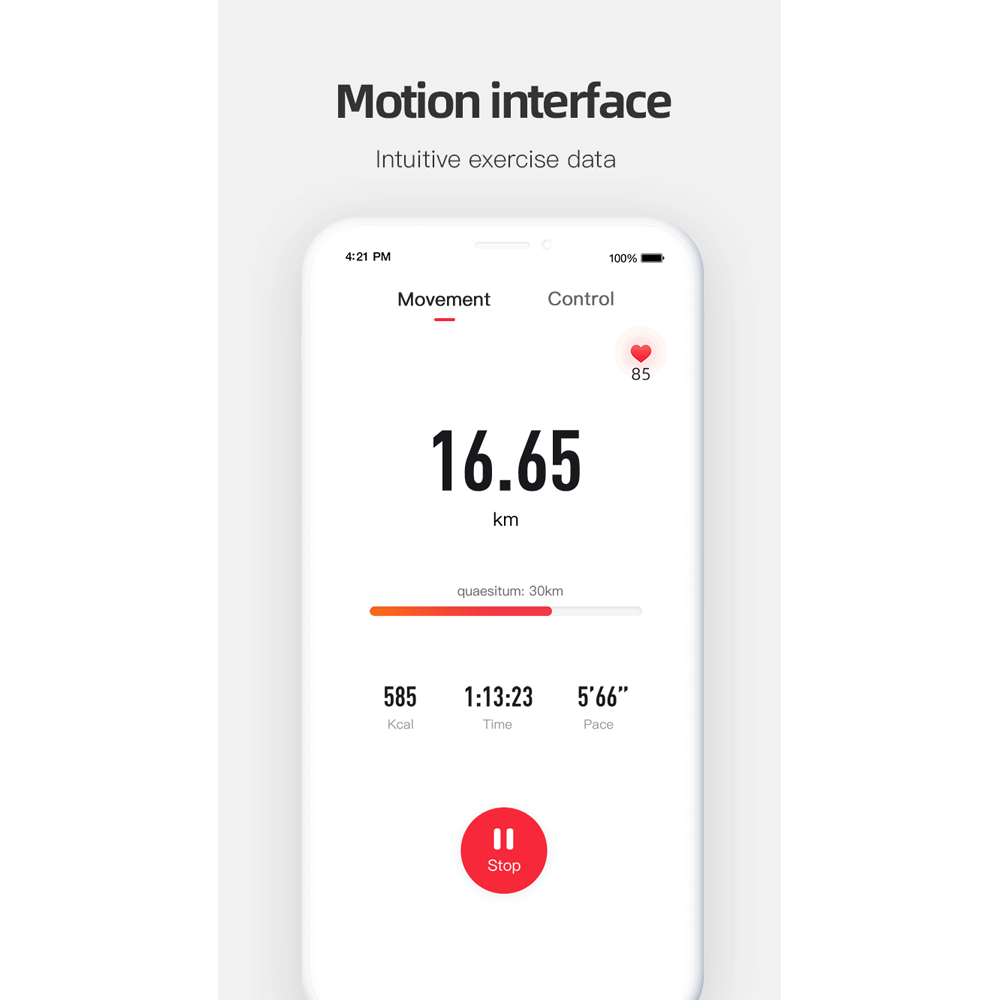 Motion interface
Intuitive exercise data
4:21 PM 100%
Movement Control
85
16.65
km
quaesitum: 30km
585 1:13:23 5’66”
Kcal Time Pace
Stop